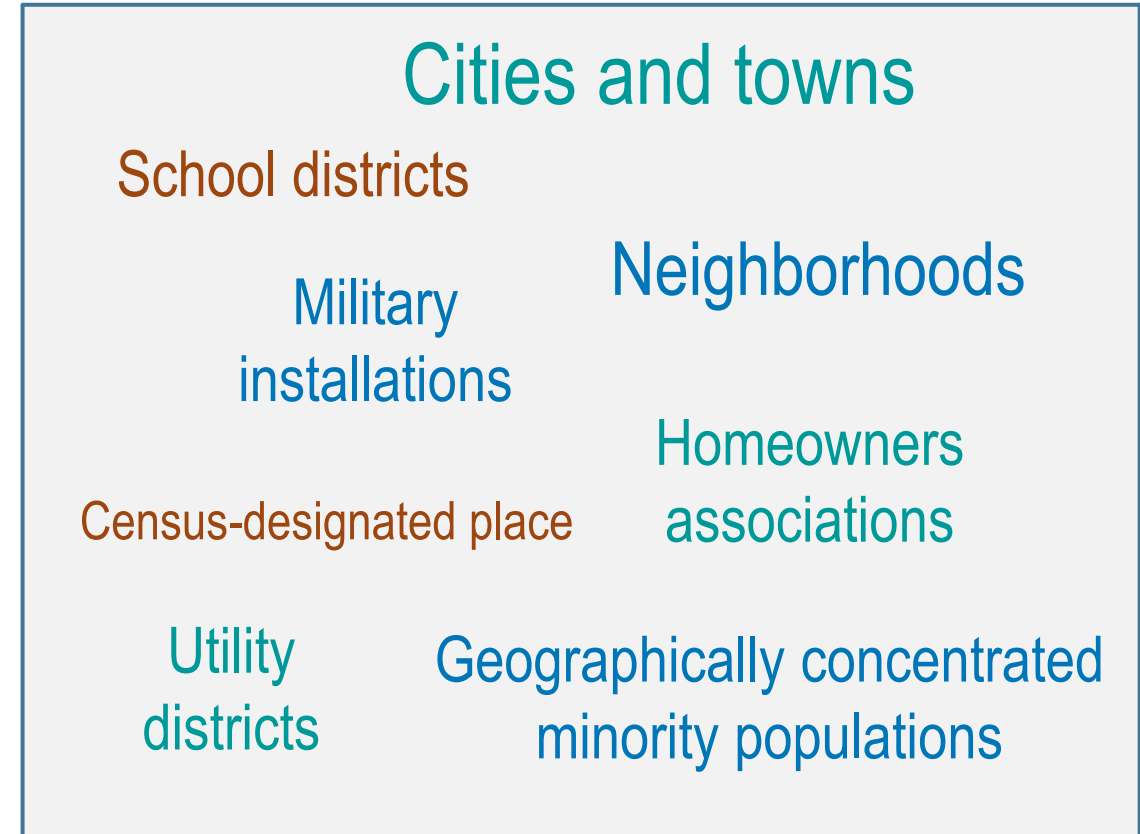 Cities and towns
School districts
Neighborhoods
Military
installations
Homeowners
associations
Census-designated place
Utility
districts
Geographically concentrated
minority populations